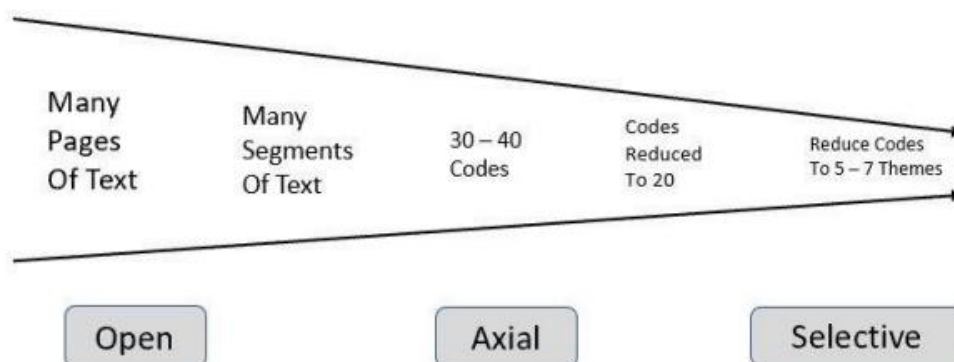 Many
Pages
Of Text
Many
Segments
Of Text
30 – 40
Codes
Codes
Reduced
To 20
Reduce Codes
To 5 – 7 Themes
Open
Axial
Selective